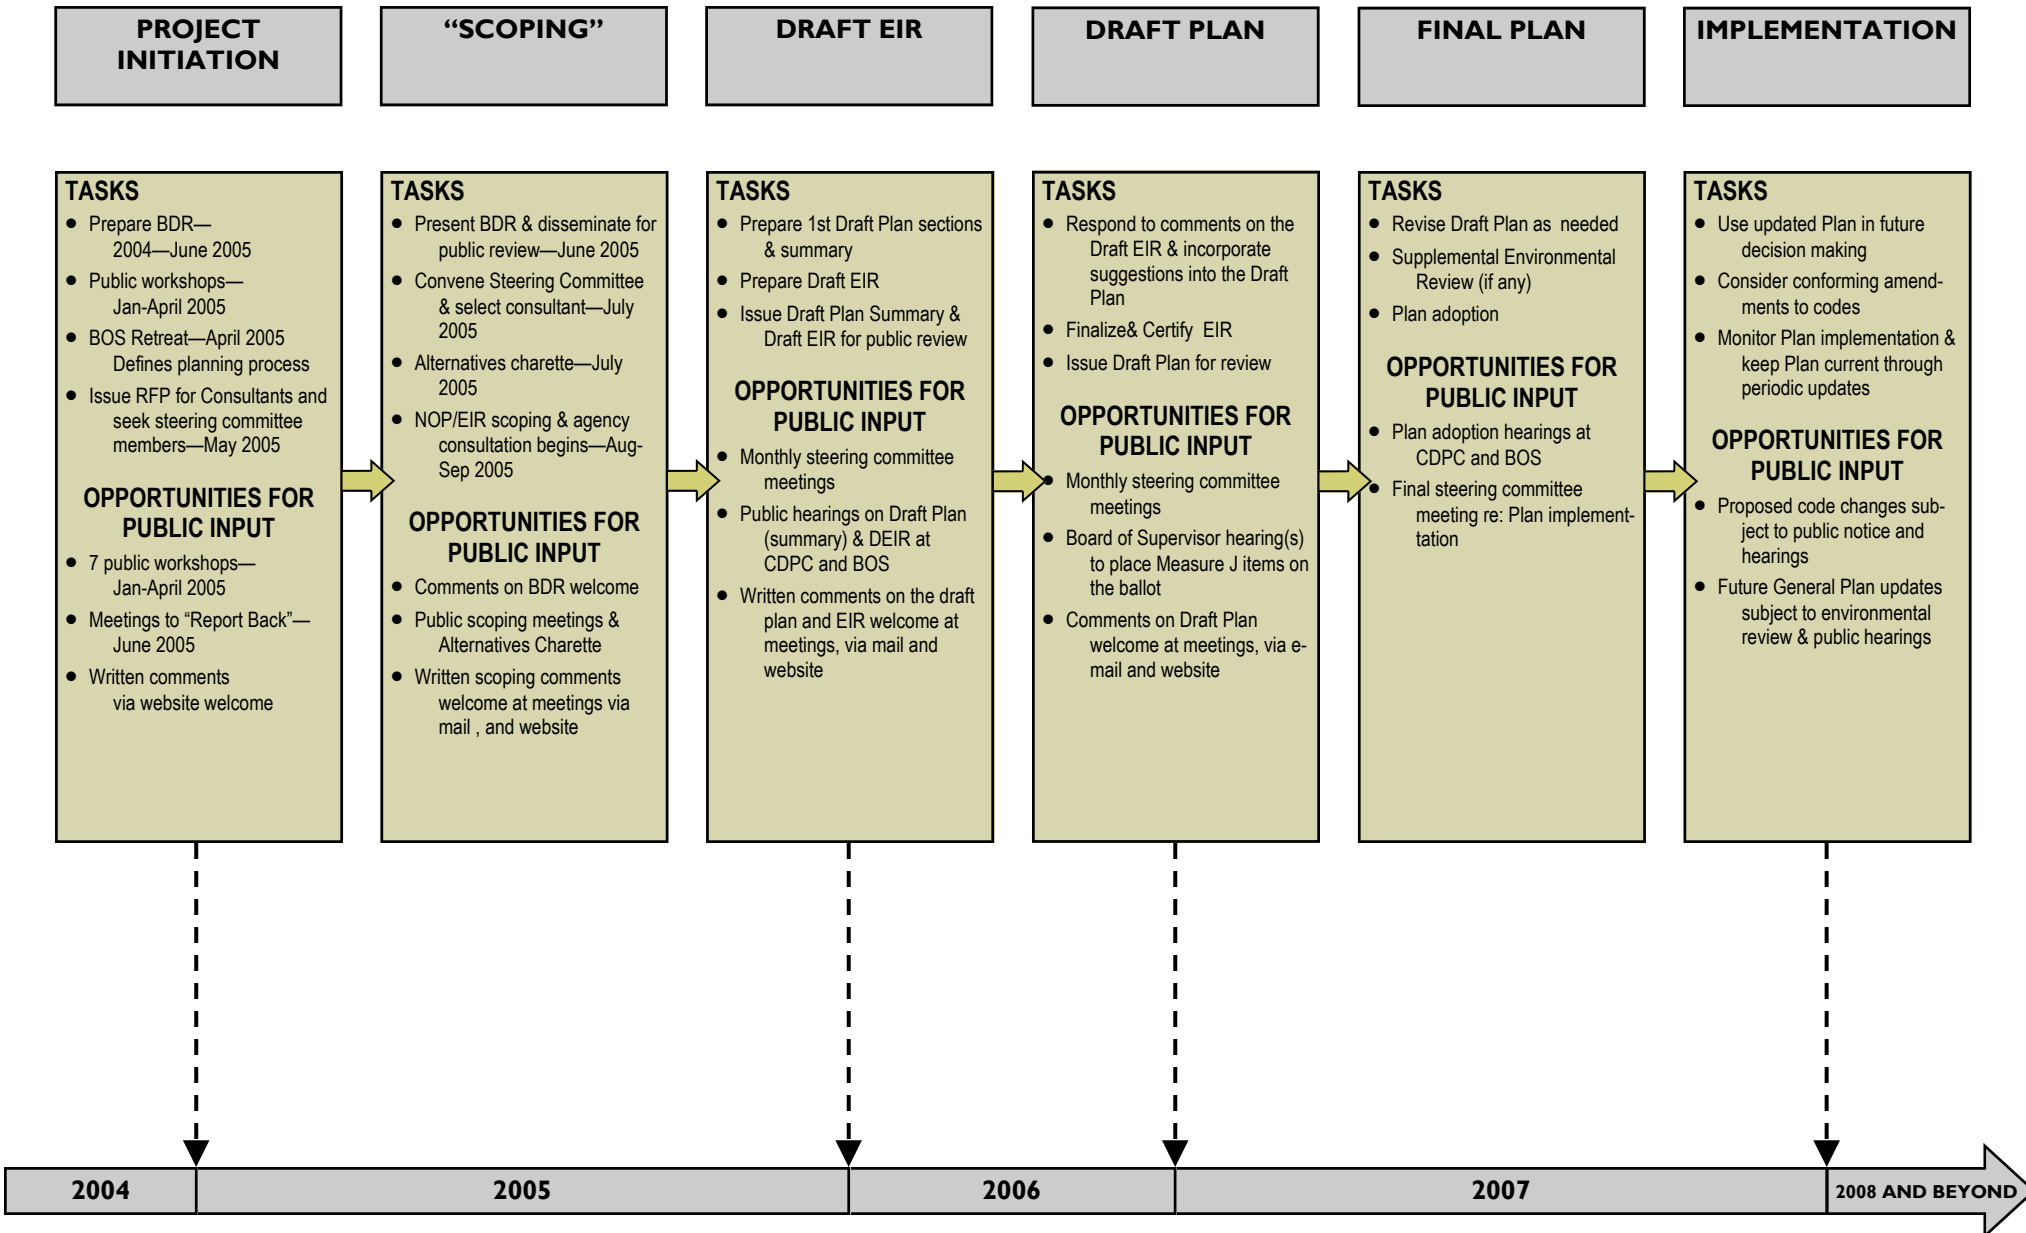 PROJECT
INITIATION
“SCOPING”
DRAFT EIR
DRAFT PLAN
FINAL PLAN
IMPLEMENTATION
TASKS
• Prepare BDR—
2004—June 2005
• Public workshops—
Jan-April 2005
• BOS Retreat—April 2005
Defines planning process
• Issue RFP for Consultants and
seek steering committee
members—May 2005
OPPORTUNITIES FOR
PUBLIC INPUT
• 7 public workshops—
Jan-April 2005
• Meetings to “Report Back”—
June 2005
• Written comments
via website welcome
TASKS
• Present BDR & disseminate for
public review—June 2005
• Convene Steering Committee
& select consultant—July
2005
• Alternatives charette—July
2005
• NOP/EIR scoping & agency
consultation begins—Aug-
Sep 2005
OPPORTUNITIES FOR
PUBLIC INPUT
• Comments on BDR welcome
• Public scoping meetings &
Alternatives Charette
• Written scoping comments
welcome at meetings via
mail , and website
TASKS
• Prepare 1st Draft Plan sections
& summary
• Prepare Draft EIR
• Issue Draft Plan Summary &
Draft EIR for public review
OPPORTUNITIES FOR
PUBLIC INPUT
• Monthly steering committee
meetings
• Public hearings on Draft Plan
(summary) & DEIR at
CDPC and BOS
• Written comments on the draft
plan and EIR welcome at
meetings, via mail and
website
TASKS
• Respond to comments on the
Draft EIR & incorporate
suggestions into the Draft
Plan
• Finalize& Certify EIR
• Issue Draft Plan for review
OPPORTUNITIES FOR
PUBLIC INPUT
• Monthly steering committee
meetings
• Board of Supervisor hearing(s)
to place Measure J items on
the ballot
• Comments on Draft Plan
welcome at meetings, via e-
mail and website
TASKS
• Revise Draft Plan as needed
• Supplemental Environmental
Review (if any)
• Plan adoption
OPPORTUNITIES FOR
PUBLIC INPUT
• Plan adoption hearings at
CDPC and BOS
• Final steering committee
meeting re: Plan implement-
tation
TASKS
• Use updated Plan in future
decision making
• Consider conforming amend-
ments to codes
• Monitor Plan implementation &
keep Plan current through
periodic updates
OPPORTUNITIES FOR
PUBLIC INPUT
• Proposed code changes sub-
ject to public notice and
hearings
• Future General Plan updates
subject to environmental
review & public hearings
2004
2005
2006
2007
2008 AND BEYOND